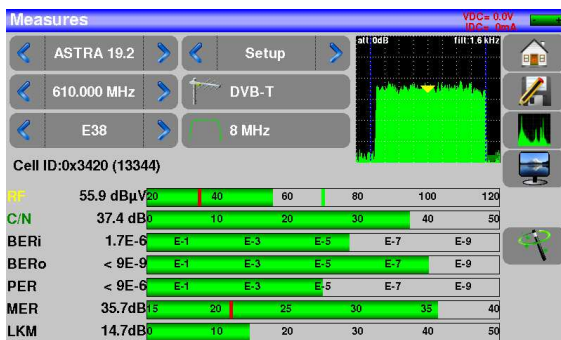 Measures VDC= 0.0V
IDC= 0mA
ASTRA 19.2 Setup att:0dB filt:1.6 kHz
610.000 MHz DVB-T
E38 8 MHz
Cell ID:0x3420 (13344)
RF 55.9 dBµV 20 40 60 80 100 120
C/N 37.4 dB 0 10 20 30 40 50
BERi 1.7E-6 E-1 E-3 E-5 E-7 E-9
BERo < 9E-9 E-1 E-3 E-5 E-7 E-9
PER < 9E-6 E-1 E-3 E-5 E-7 E-9
MER 35.7dB 15 20 25 30 35 40
LKM 14.7dB 0 10 20 30 40 50